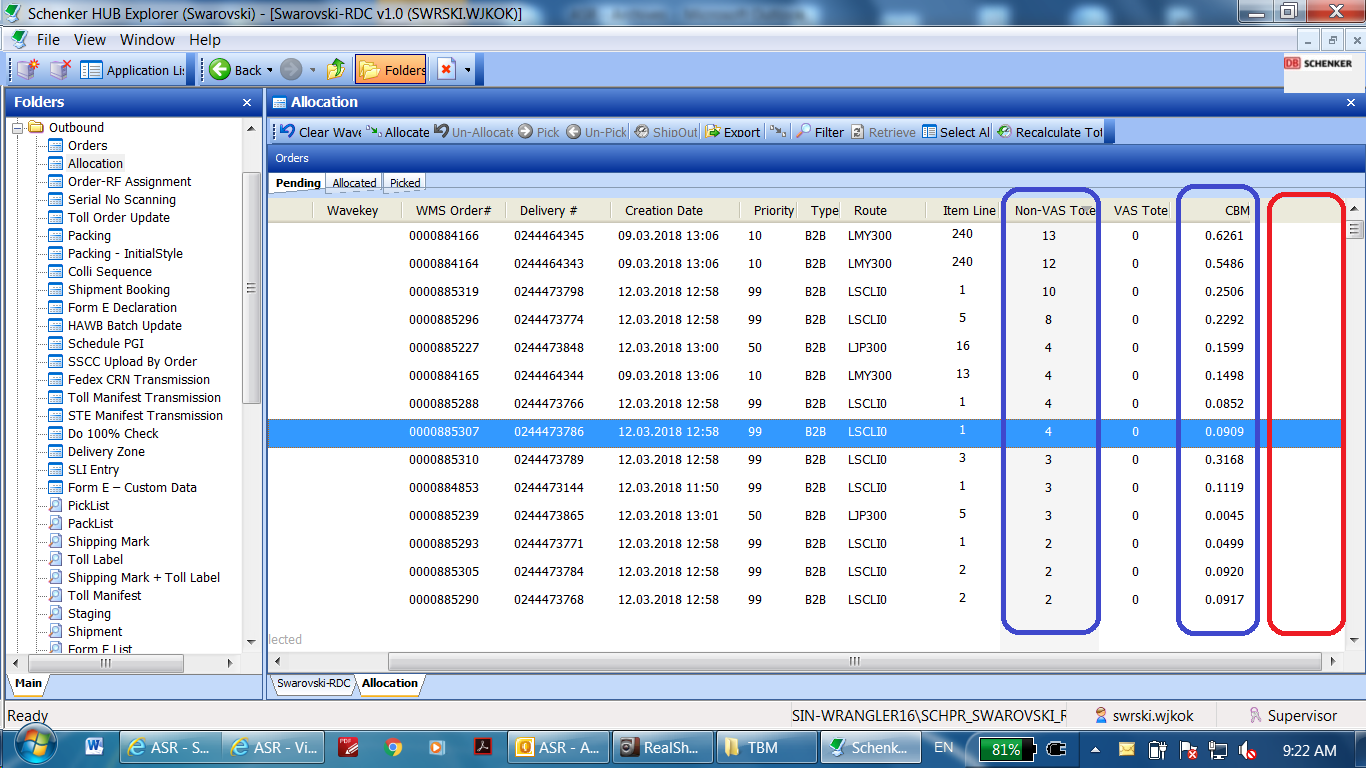 Schenker HUB Explorer (Swarovski) - [Swarovski-RDC v1.0 (SWRSKI.WJKOK)]
File View Window Help
Application Li Back Folders DB SCHENKER
Folders
Outbound
Orders
Allocation
Order-RF Assignment
Serial No Scanning
Toll Order Update
Packing
Packing - InitialStyle
Colli Sequence
Shipment Booking
Form E Declaration
HAWB Batch Update
Schedule PGI
SSCC Upload By Order
Fedex CRN Transmission
Toll Manifest Transmission
STE Manifest Transmission
Do 100% Check
Delivery Zone
SLI Entry
Form E – Custom Data
PickList
PackList
Shipping Mark
Toll Label
Shipping Mark + Toll Label
Toll Manifest
Staging
Shipment
Form E List
Main
Allocation
Clear Wave Allocate Un-Allocate Pick Un-Pick ShipOut Export Filter Retrieve Select Al Recalculate Tot
Orders
Pending Allocated Picked
Wavekey WMS Order# Delivery # Creation Date Priority Type Route Item Line Non-VAS Tote VAS Tote CBM
0000884166 0244464345 09.03.2018 13:06 10 B2B LMY300 240 13 0 0.6261
0000884164 0244464343 09.03.2018 13:06 10 B2B LMY300 240 12 0 0.5486
0000885319 0244473798 12.03.2018 12:58 99 B2B LSCLI0 1 10 0 0.2506
0000885296 0244473774 12.03.2018 12:58 99 B2B LSCLI0 5 8 0 0.2292
0000885227 0244473848 12.03.2018 13:00 50 B2B LJP300 16 4 0 0.1599
0000884165 0244464344 09.03.2018 13:06 10 B2B LMY300 13 4 0 0.1498
0000885288 0244473766 12.03.2018 12:58 99 B2B LSCLI0 1 4 0 0.0852
0000885307 0244473786 12.03.2018 12:58 99 B2B LSCLI0 1 4 0 0.0909
0000885310 0244473789 12.03.2018 12:58 99 B2B LSCLI0 3 3 0 0.3168
0000884853 0244473144 12.03.2018 11:50 99 B2B LSCLI0 1 3 0 0.1119
0000885239 0244473865 12.03.2018 13:01 50 B2B LJP300 5 3 0 0.0045
0000885293 0244473771 12.03.2018 12:58 99 B2B LSCLI0 1 2 0 0.0499
0000885305 0244473784 12.03.2018 12:58 99 B2B LSCLI0 2 2 0 0.0920
0000885290 0244473768 12.03.2018 12:58 99 B2B LSCLI0 2 2 0 0.0917
lected
Swarovski-RDC Allocation
Ready SIN-WRANGLER16\SCHPR_SWAROVSKI_R swrski.wjkok Supervisor
ASR - S... ASR - Vi... ASR - A... RealSh... TBM Schenk... EN 81% 9:22 AM